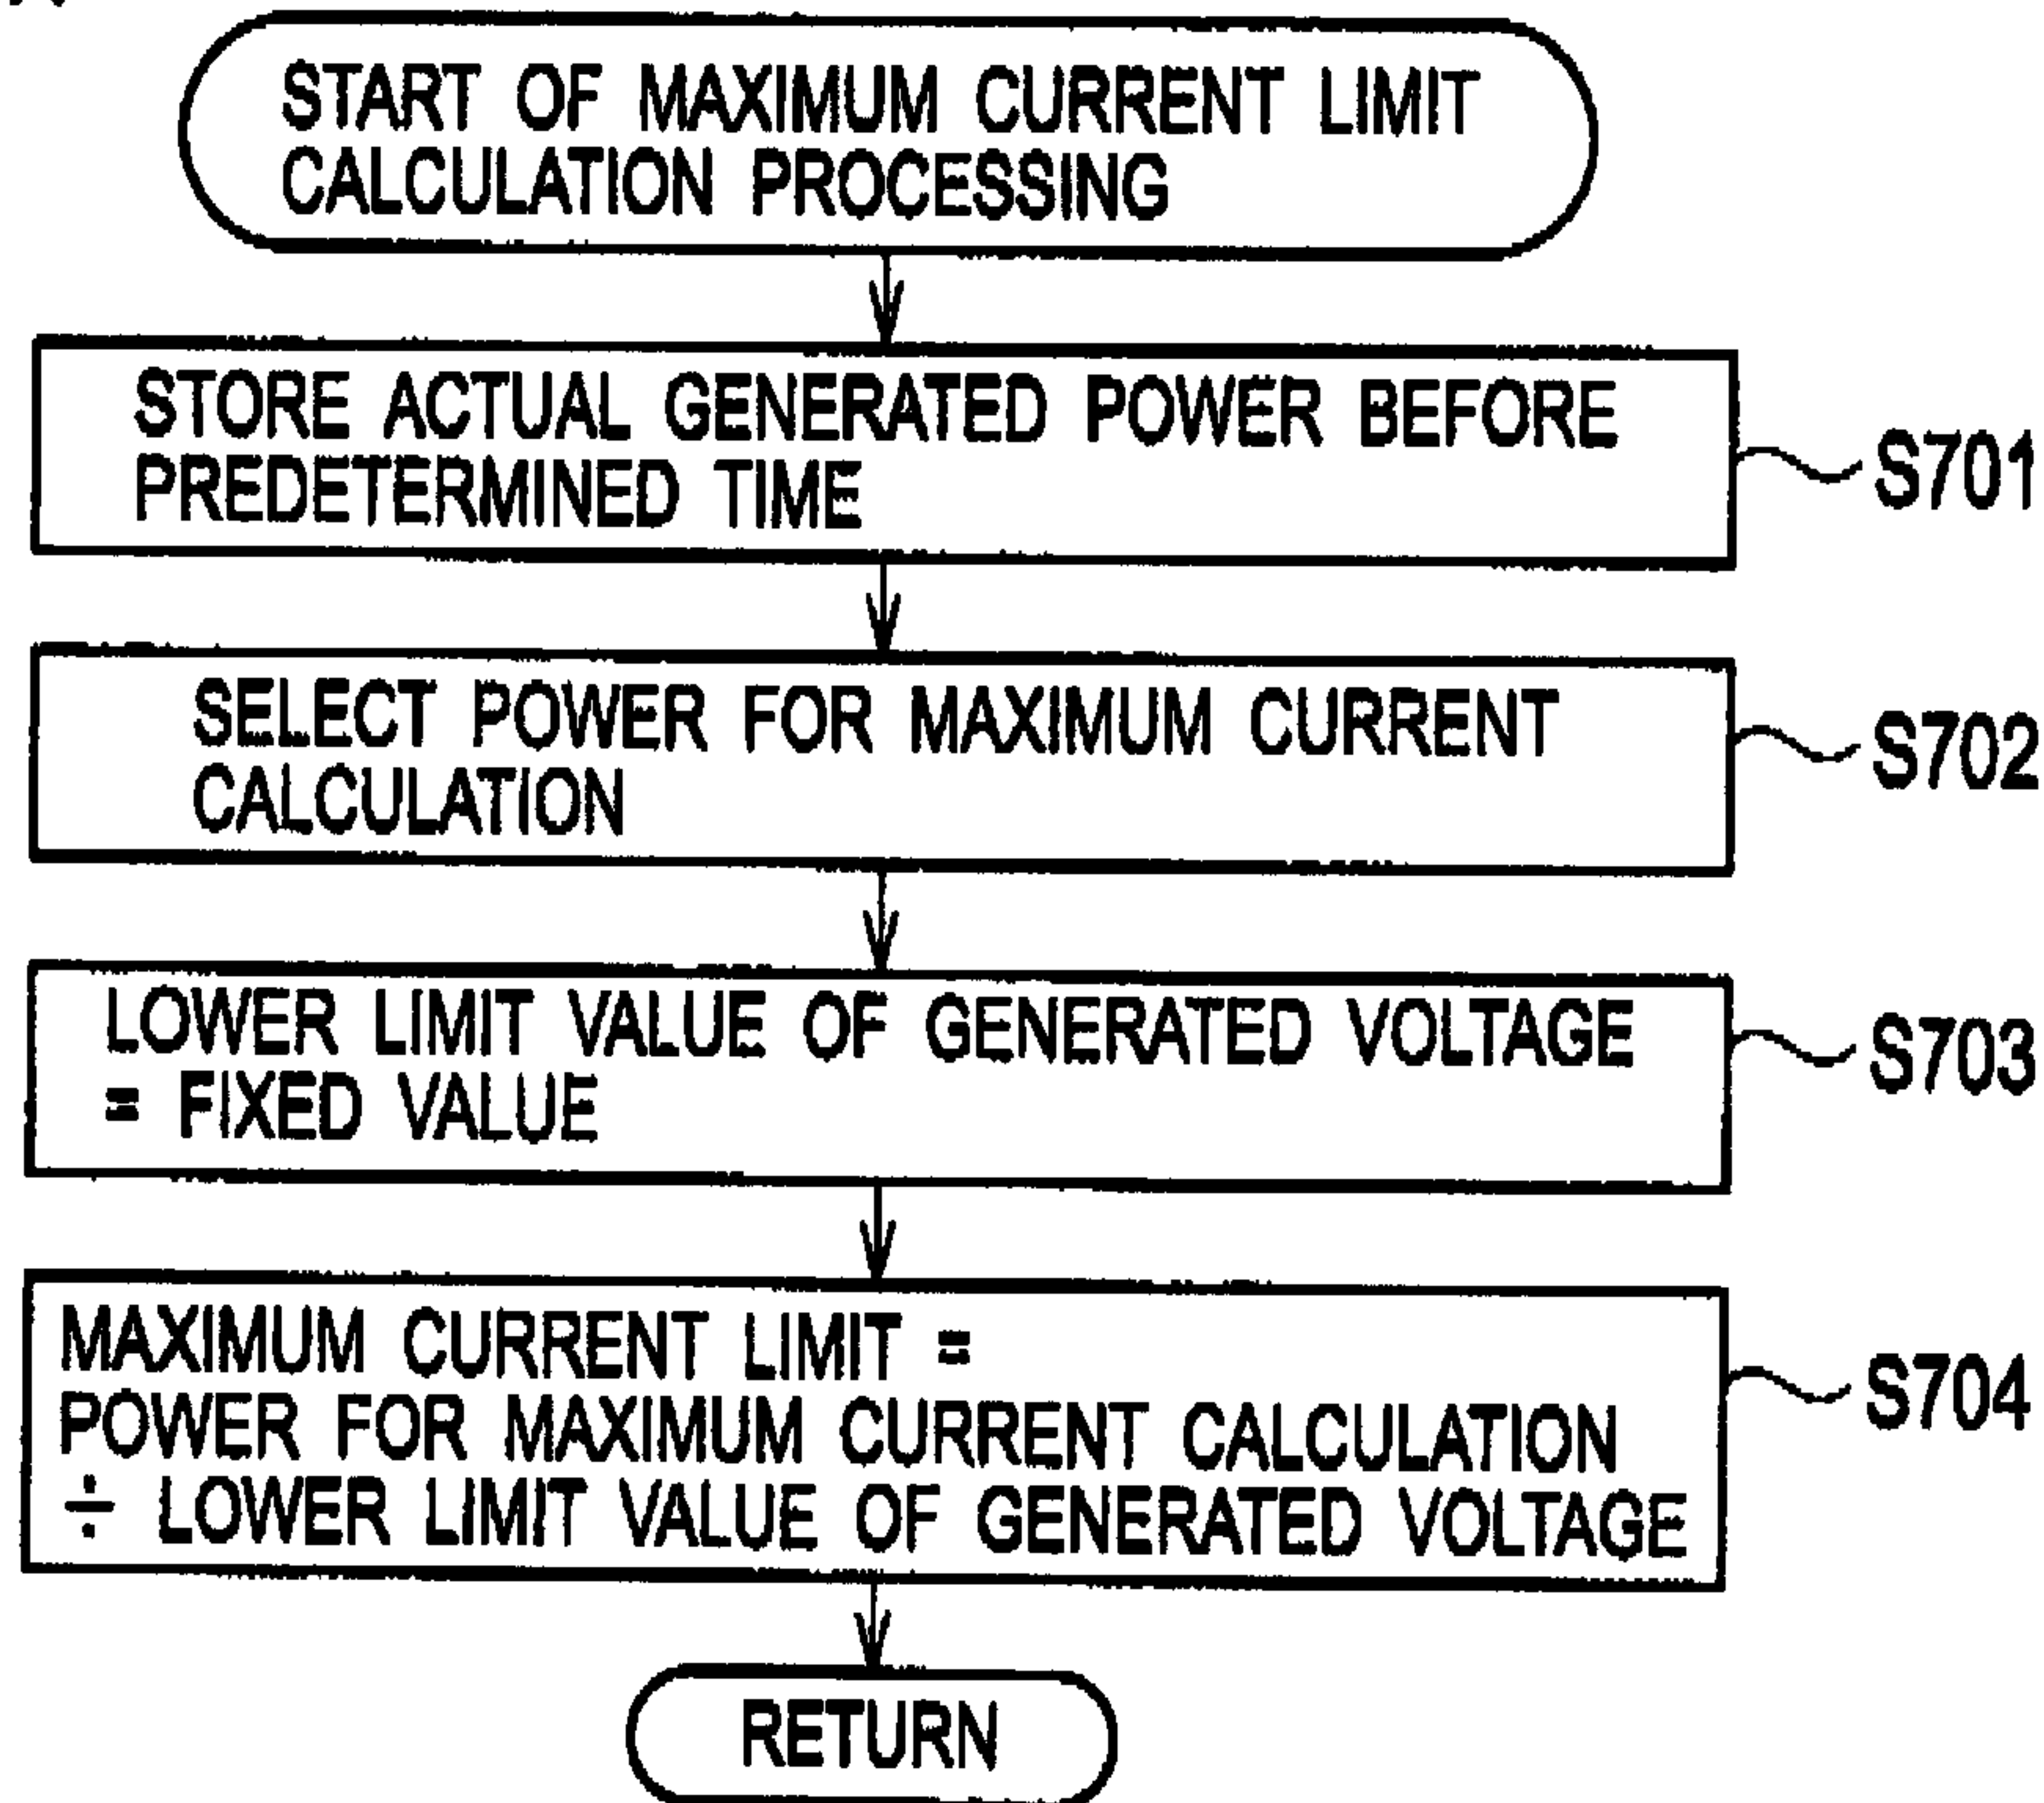 START OF MAXIMUM CURRENT LIMIT
CALCULATION PROCESSING
STORE ACTUAL GENERATED POWER BEFORE
PREDETERMINED TIME
S701
SELECT POWER FOR MAXIMUM CURRENT
CALCULATION
S702
LOWER LIMIT VALUE OF GENERATED VOLTAGE
= FIXED VALUE
S703
MAXIMUM CURRENT LIMIT =
POWER FOR MAXIMUM CURRENT CALCULATION
÷ LOWER LIMIT VALUE OF GENERATED VOLTAGE
S704
RETURN